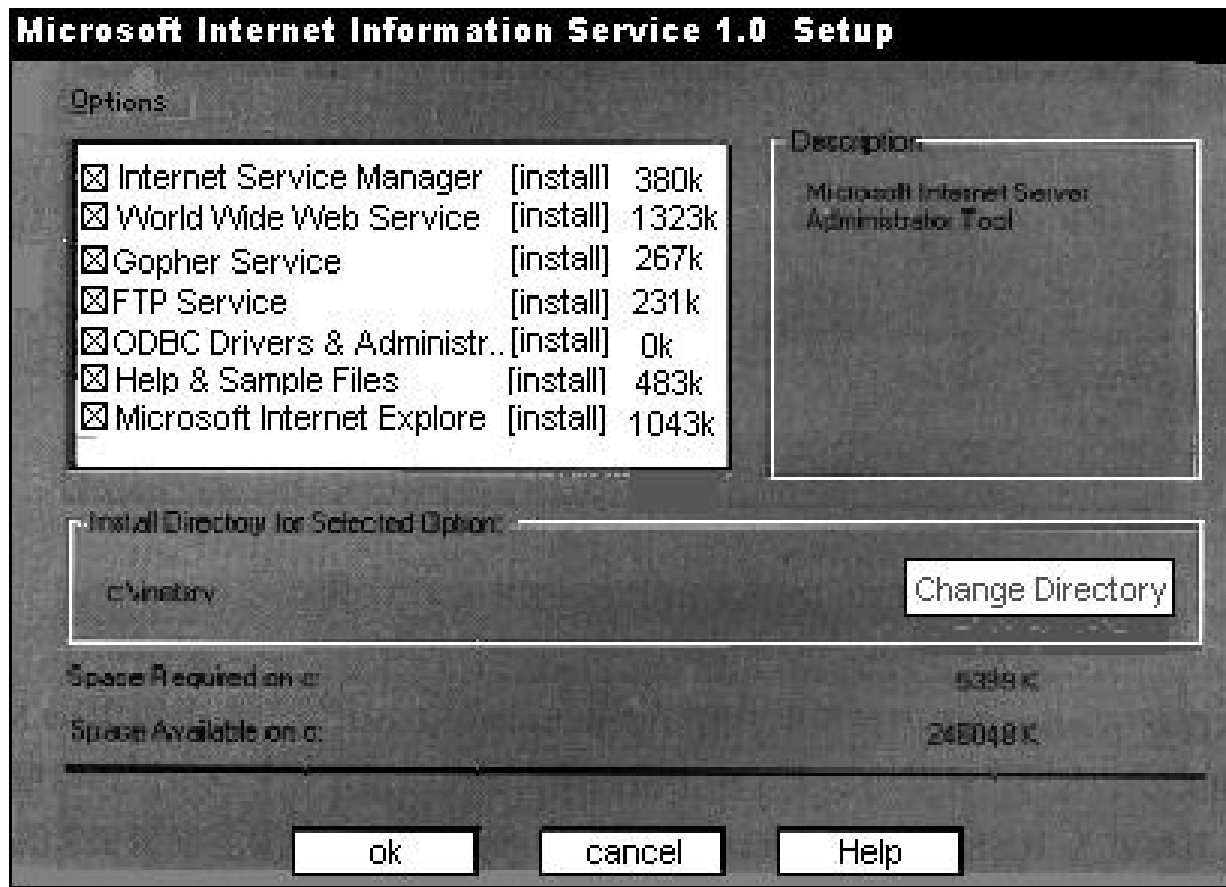 Microsoft Internet Information Service 1.0 Setup
Options
Internet Service Manager [install] 380k
World Wide Web Service [install] 1323k
Gopher Service [install] 267k
FTP Service [install] 231k
ODBC Drivers & Administr.. [install] 0k
Help & Sample Files [install] 483k
Microsoft Internet Explore [install] 1043k
Description
Microsoft Internet Server
Administrator Tool
Install Directory for Selected Option:
Change Directory
Space Required on c:
Space Available on c:
ok cancel Help